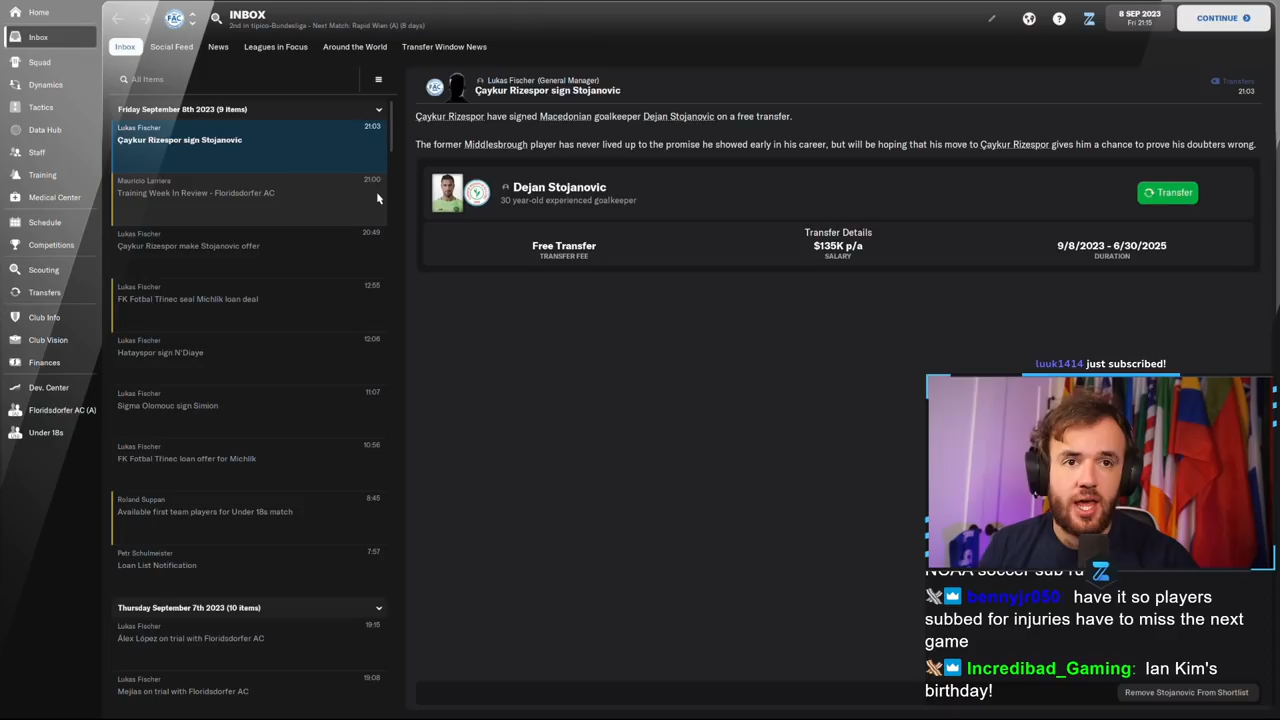 Home
Inbox
Squad
Dynamics
Tactics
Data Hub
Staff
Training
Medical Center
Schedule
Competitions
Scouting
Transfers
Club Info
Club Vision
Finances
Dev. Center
Floridsdorfer AC (A)
Under 18s
FAC
INBOX
2nd in tipico-Bundesliga - Next Match: Rapid Wien (A) (8 days)
8 SEP 2023
Fri 21:15
CONTINUE
Inbox Social Feed News Leagues in Focus Around the World Transfer Window News
All Items
Friday September 8th 2023 (9 items)
Lukas Fischer 21:03
Çaykur Rizespor sign Stojanovic
21:00
Training Week In Review - Floridsdorfer AC
Lukas Fischer 20:49
Çaykur Rizespor make Stojanovic offer
Lukas Fischer 12:55
FK Fotbal Třinec seal Michlík loan deal
Lukas Fischer 12:06
Hatayspor sign N'Diaye
Lukas Fischer 11:07
Sigma Olomouc sign Simion
Lukas Fischer 10:56
FK Fotbal Třinec loan offer for Michlík
Roland Suppan 8:45
Available first team players for Under 18s match
Petr Schulmeister 7:57
Loan List Notification
Thursday September 7th 2023 (10 items)
Lukas Fischer 19:15
Álex López on trial with Floridsdorfer AC
Lukas Fischer 19:08
Mejías on trial with Floridsdorfer AC
FAC
Lukas Fischer (General Manager)
Çaykur Rizespor sign Stojanovic
Transfers
21:03
Çaykur Rizespor have signed Macedonian goalkeeper Dejan Stojanovic on a free transfer.
The former Middlesbrough player has never lived up to the promise he showed early in his career, but will be hoping that his move to Çaykur Rizespor gives him a chance to prove his doubters wrong.
Dejan Stojanovic
30 year-old experienced goalkeeper
Transfer
Transfer Details
Free Transfer $135K p/a 9/8/2023 - 6/30/2025
TRANSFER FEE SALARY DURATION
luuk1414 just subscribed!
bennyjr050: have it so players
subbed for injuries have to miss the next
game
Incredibad_Gaming: Ian Kim's
birthday!
Remove Stojanovic From Shortlist